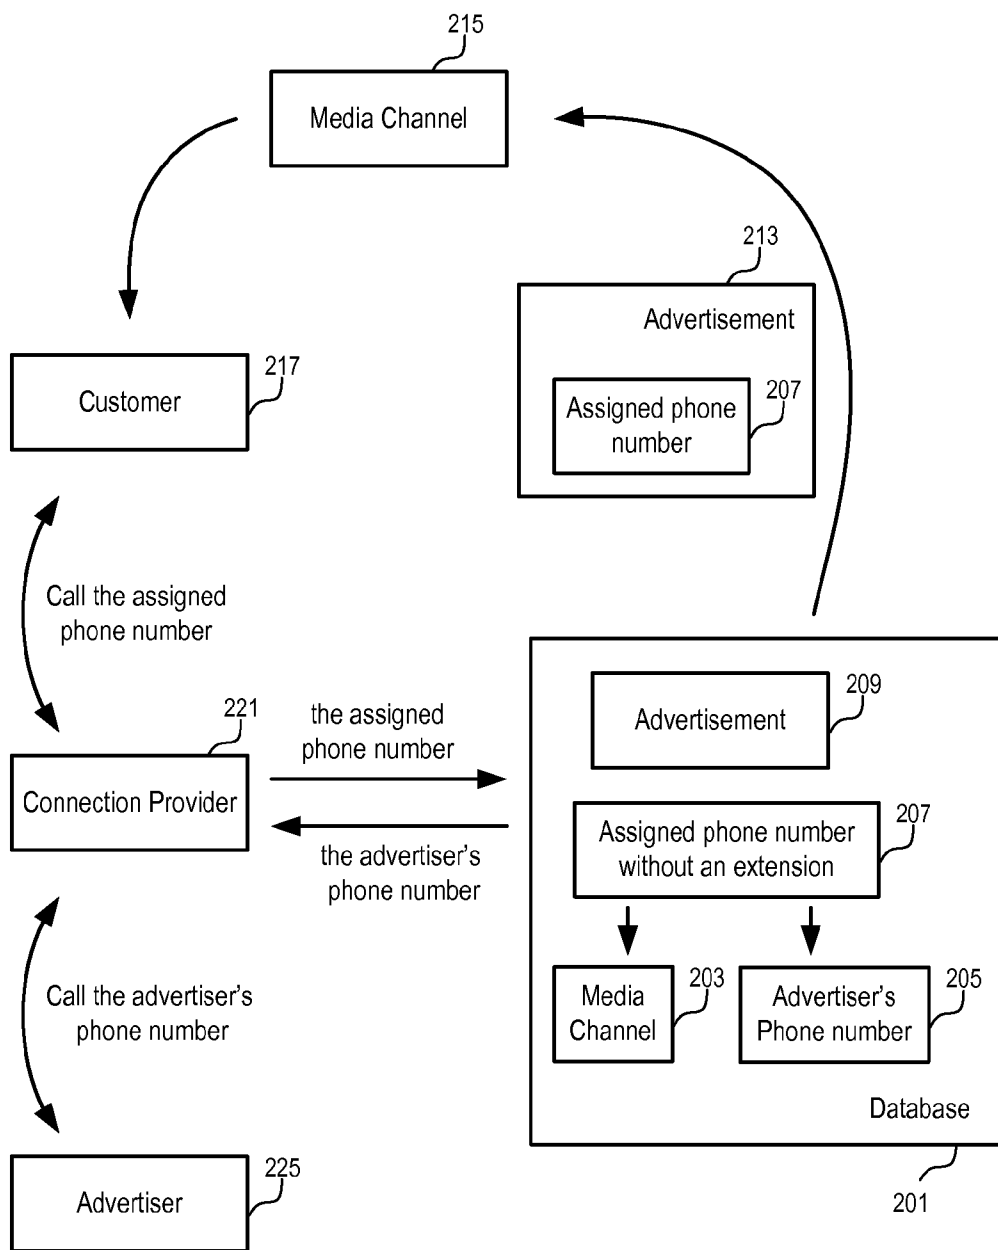 215
Media Channel
213
Advertisement
Assigned phone
number
207
217
Customer
Call the assigned
phone number
221
Connection Provider
the assigned
phone number
the advertiser's
phone number
Advertisement
209
Assigned phone number
without an extension
207
Media
Channel
203
Advertiser's
Phone number
205
Database
201
Call the advertiser's
phone number
Advertiser
225